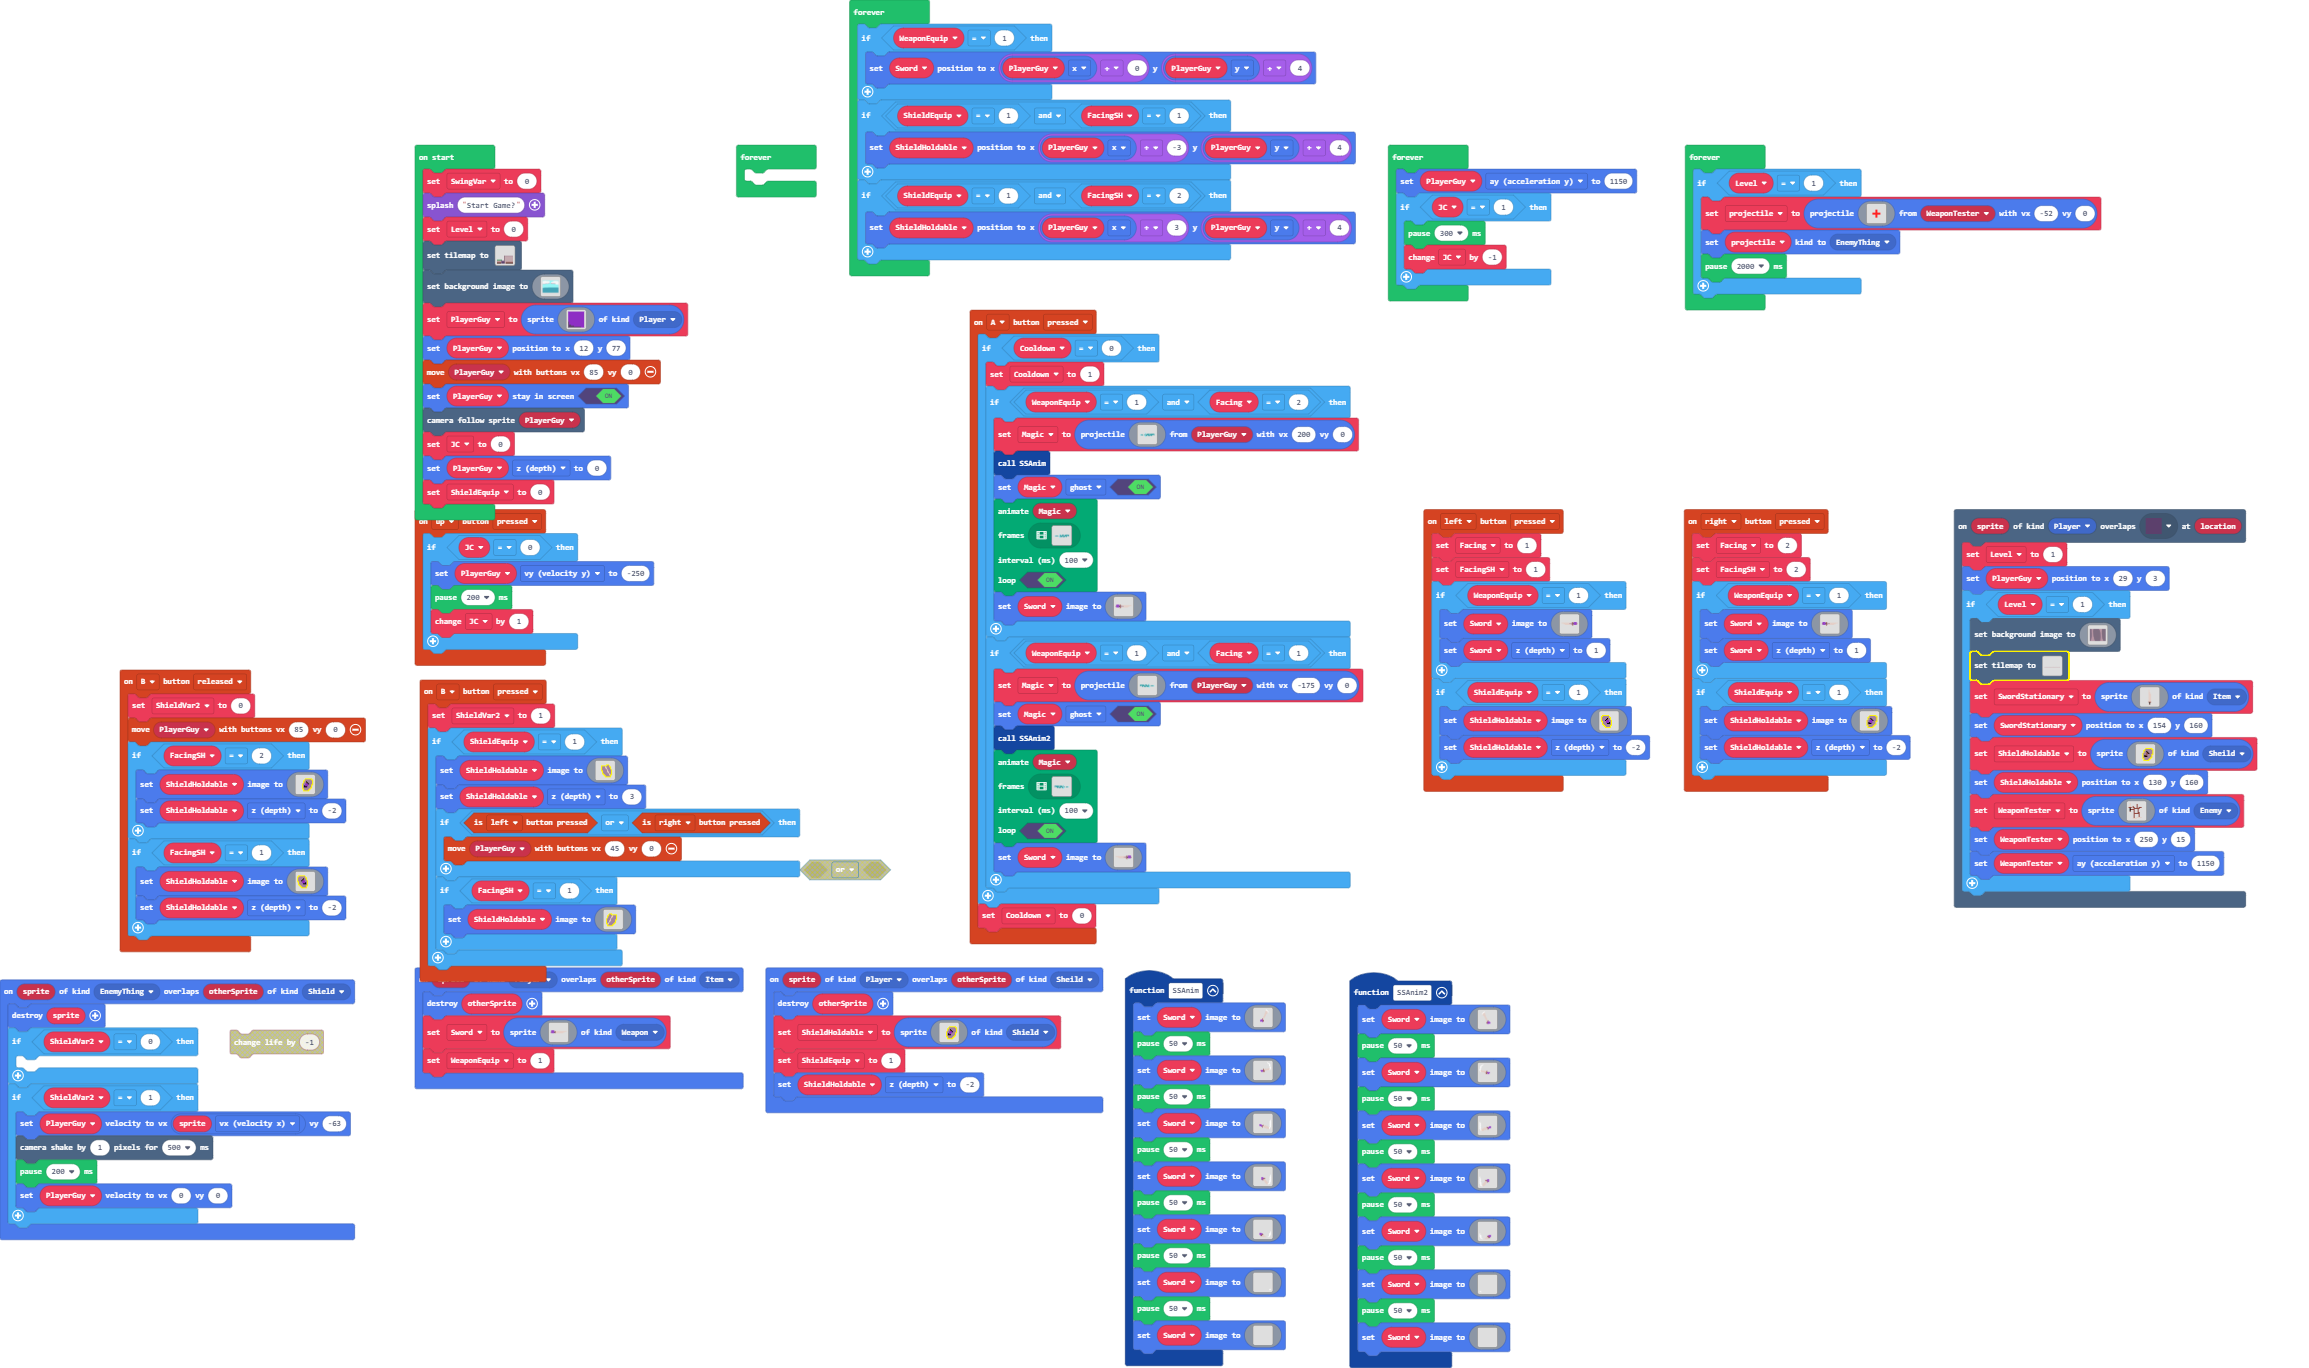 forever
if WeaponEquip = 1 then
set Sword position to x PlayerGuy x + 0 y PlayerGuy y + 4
if ShieldEquip = 1 and FacingSH = 1 then
set ShieldHoldable position to x PlayerGuy x + -3 y PlayerGuy y + 4
if ShieldEquip = 1 and FacingSH = 2 then
set ShieldHoldable position to x PlayerGuy x + 3 y PlayerGuy y + 4
on start
set SwingVar to 0
splash "Start Game?"
set Level to 0
set tilemap to
set background image to
set PlayerGuy to sprite of kind Player
set PlayerGuy position to x 12 y 77
move PlayerGuy with buttons vx 85 vy 0
set PlayerGuy stay in screen ON
camera follow sprite PlayerGuy
set JC to 0
set PlayerGuy z (depth) to 0
set ShieldEquip to 0
forever
forever
set PlayerGuy ay (acceleration y) to 1150
if JC = 1 then
pause 300 ms
change JC by -1
forever
if Level = 1 then
set projectile to projectile from WeaponTester with vx -52 vy 0
set projectile kind to EnemyThing
pause 2000 ms
on A button pressed
if Cooldown = 0 then
set Cooldown to 1
if WeaponEquip = 1 and Facing = 2 then
set Magic to projectile from PlayerGuy with vx 200 vy 0
call SSAnim
set Magic ghost ON
animate Magic
frames
interval (ms) 100
loop ON
set Sword image to
if WeaponEquip = 1 and Facing = 1 then
set Magic to projectile from PlayerGuy with vx -175 vy 0
set Magic ghost ON
call SSAnim2
animate Magic
frames
interval (ms) 100
loop ON
set Sword image to
set Cooldown to 0
on up button pressed
if JC = 0 then
set PlayerGuy vy (velocity y) to -250
pause 200 ms
change JC by 1
on left button pressed
set Facing to 1
set FacingSH to 1
if WeaponEquip = 1 then
set Sword image to
set Sword z (depth) to 1
if ShieldEquip = 1 then
set ShieldHoldable image to
set ShieldHoldable z (depth) to -2
on right button pressed
set Facing to 2
set FacingSH to 2
if WeaponEquip = 1 then
set Sword image to
set Sword z (depth) to 1
if ShieldEquip = 1 then
set ShieldHoldable image to
set ShieldHoldable z (depth) to -2
on sprite of kind Player overlaps at location
set Level to 1
set PlayerGuy position to x 29 y 3
if Level = 1 then
set background image to
set tilemap to
set SwordStationary to sprite of kind Item
set SwordStationary position to x 154 y 160
set ShieldHoldable to sprite of kind Sheild
set ShieldHoldable position to x 130 y 160
set WeaponTester to sprite of kind Enemy
set WeaponTester position to x 250 y 15
set WeaponTester ay (acceleration y) to 1150
on B button released
set ShieldVar2 to 0
move PlayerGuy with buttons vx 85 vy 0
if FacingSH = 2 then
set ShieldHoldable image to
set ShieldHoldable z (depth) to -2
if FacingSH = 1 then
set ShieldHoldable image to
set ShieldHoldable z (depth) to -2
on B button pressed
set ShieldVar2 to 1
if ShieldEquip = 1 then
set ShieldHoldable image to
set ShieldHoldable z (depth) to 3
if is left button pressed or is right button pressed then
move PlayerGuy with buttons vx 45 vy 0
if FacingSH = 1 then
set ShieldHoldable image to
or
on sprite of kind EnemyThing overlaps otherSprite of kind Shield
destroy sprite
if ShieldVar2 = 0 then
change life by -1
if ShieldVar2 = 1 then
set PlayerGuy velocity to vx sprite vx (velocity x) vy -63
camera shake by 1 pixels for 500 ms
pause 200 ms
set PlayerGuy velocity to vx 0 vy 0
overlaps otherSprite of kind Item
destroy otherSprite
set Sword to sprite of kind Weapon
set WeaponEquip to 1
on sprite of kind Player overlaps otherSprite of kind Sheild
destroy otherSprite
set ShieldHoldable to sprite of kind Shield
set ShieldEquip to 1
set ShieldHoldable z (depth) to -2
function SSAnim
set Sword image to
pause 50 ms
set Sword image to
pause 50 ms
set Sword image to
pause 50 ms
set Sword image to
pause 50 ms
set Sword image to
pause 50 ms
set Sword image to
pause 50 ms
set Sword image to
function SSAnim2
set Sword image to
pause 50 ms
set Sword image to
pause 50 ms
set Sword image to
pause 50 ms
set Sword image to
pause 50 ms
set Sword image to
pause 50 ms
set Sword image to
pause 50 ms
set Sword image to